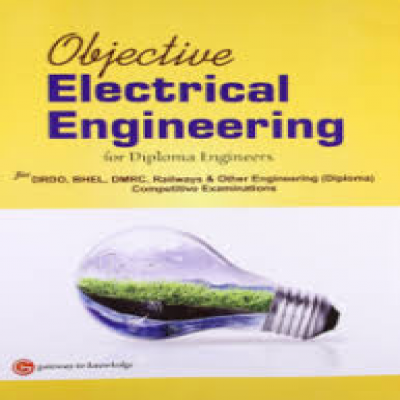 Objective
Electrical
Engineering
for Diploma Engineers
for DRDO, BHEL, DMRC, Railways & Other Engineering (Diploma)
Competitive Examinations
G gateway to knowledge